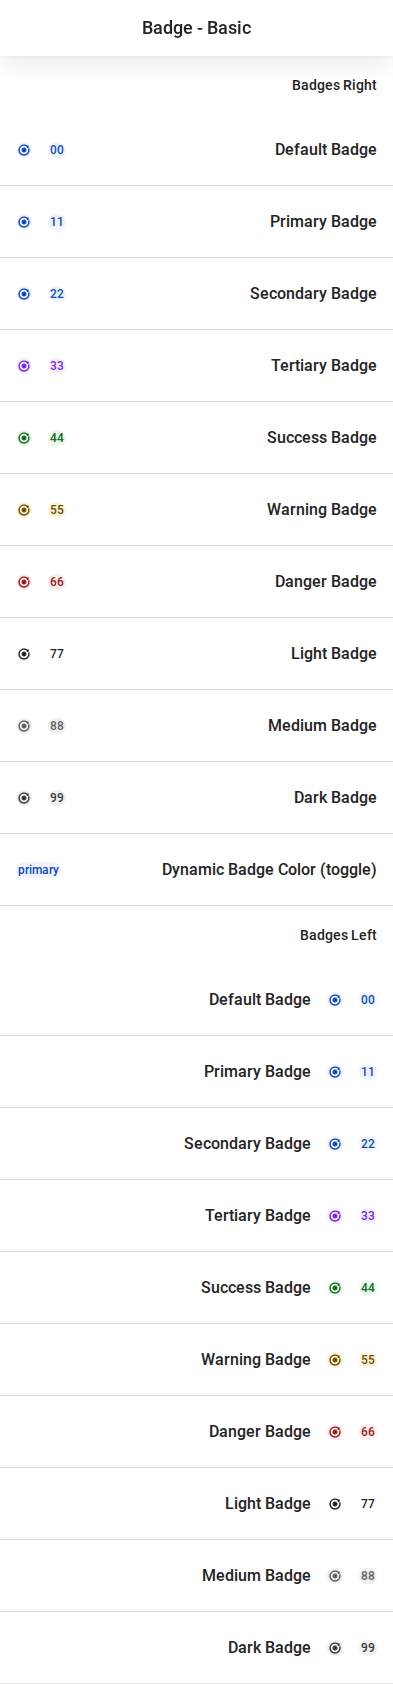 Badge - Basic
Badges Right
00 Default Badge
11 Primary Badge
22 Secondary Badge
33 Tertiary Badge
44 Success Badge
55 Warning Badge
66 Danger Badge
77 Light Badge
88 Medium Badge
99 Dark Badge
primary Dynamic Badge Color (toggle)
Badges Left
Default Badge 00
Primary Badge 11
Secondary Badge 22
Tertiary Badge 33
Success Badge 44
Warning Badge 55
Danger Badge 66
Light Badge 77
Medium Badge 88
Dark Badge 99